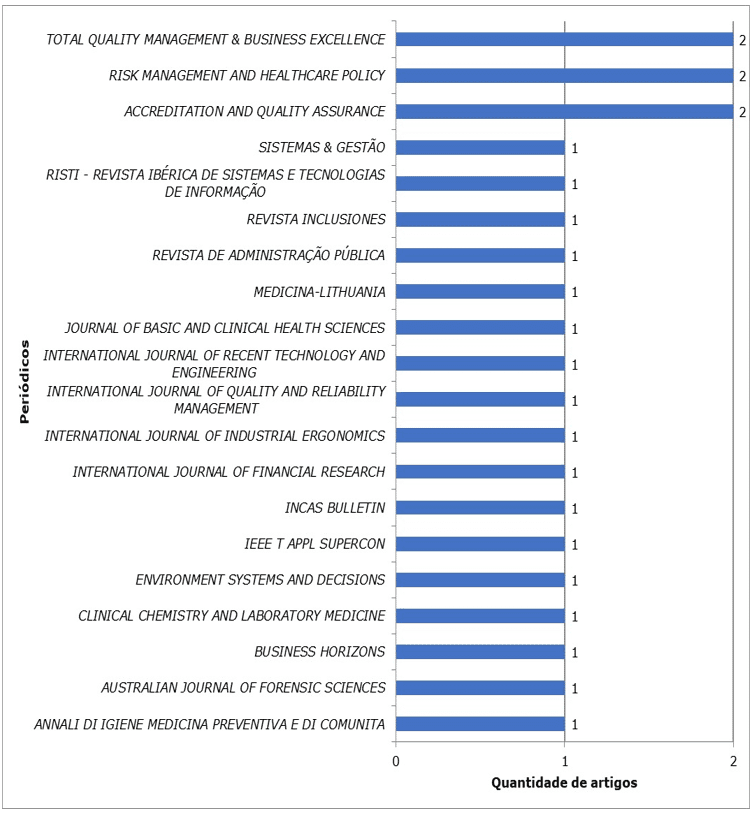 TOTAL QUALITY MANAGEMENT & BUSINESS EXCELLENCE 2
RISK MANAGEMENT AND HEALTHCARE POLICY 2
ACCREDITATION AND QUALITY ASSURANCE 2
SISTEMAS & GESTÃO 1
RISTI - REVISTA IBÉRICA DE SISTEMAS E TECNOLOGIAS
DE INFORMAÇÃO 1
REVISTA INCLUSIONES 1
REVISTA DE ADMINISTRAÇÃO PÚBLICA 1
MEDICINA-LITHUANIA 1
JOURNAL OF BASIC AND CLINICAL HEALTH SCIENCES 1
INTERNATIONAL JOURNAL OF RECENT TECHNOLOGY AND
ENGINEERING 1
INTERNATIONAL JOURNAL OF QUALITY AND RELIABILITY
MANAGEMENT 1
INTERNATIONAL JOURNAL OF INDUSTRIAL ERGONOMICS 1
INTERNATIONAL JOURNAL OF FINANCIAL RESEARCH 1
INCAS BULLETIN 1
IEEE T APPL SUPERCON 1
ENVIRONMENT SYSTEMS AND DECISIONS 1
CLINICAL CHEMISTRY AND LABORATORY MEDICINE 1
BUSINESS HORIZONS 1
AUSTRALIAN JOURNAL OF FORENSIC SCIENCES 1
ANNALI DI IGIENE MEDICINA PREVENTIVA E DI COMUNITA 1
Periódicos
0 1 2
Quantidade de artigos